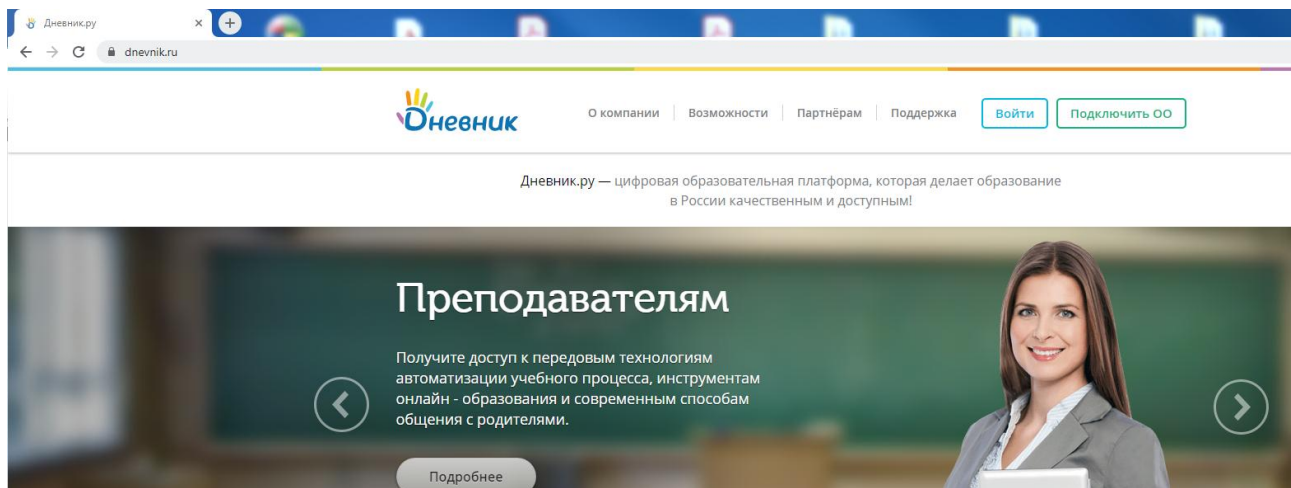 Дневник.ру
dnevnik.ru
Дневник
О компании
Возможности
Партнёрам
Поддержка
Войти
Подключить ОО
Дневник.ру — цифровая образовательная платформа, которая делает образование
в России качественным и доступным!
Преподавателям
Получите доступ к передовым технологиям
автоматизации учебного процесса, инструментам
онлайн - образования и современным способам
общения с родителями.
Подробнее